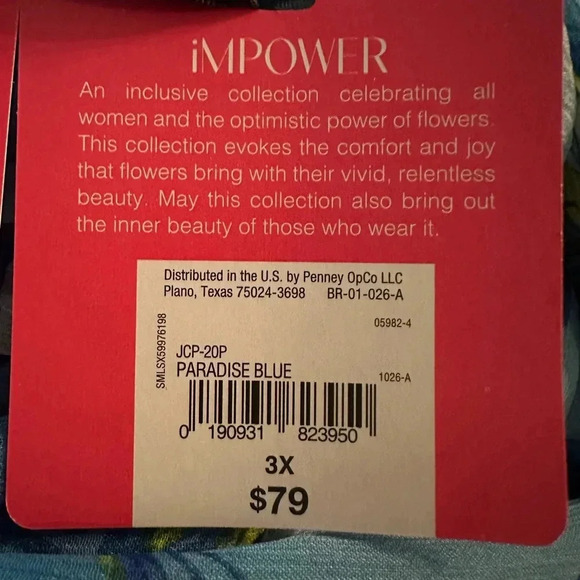 iMPOWER
An inclusive collection celebrating all
women and the optimistic power of flowers.
This collection evokes the comfort and joy
that flowers bring with their vivid, relentless
beauty. May this collection also bring out
the inner beauty of those who wear it.
Distributed in the U.S. by Penney OpCo LLC
Plano, Texas 75024-3698 BR-01-026-A
05982-4
SMLSX59976198
JCP-20P
PARADISE BLUE
1026-A
0 190931 823950
3X
$79